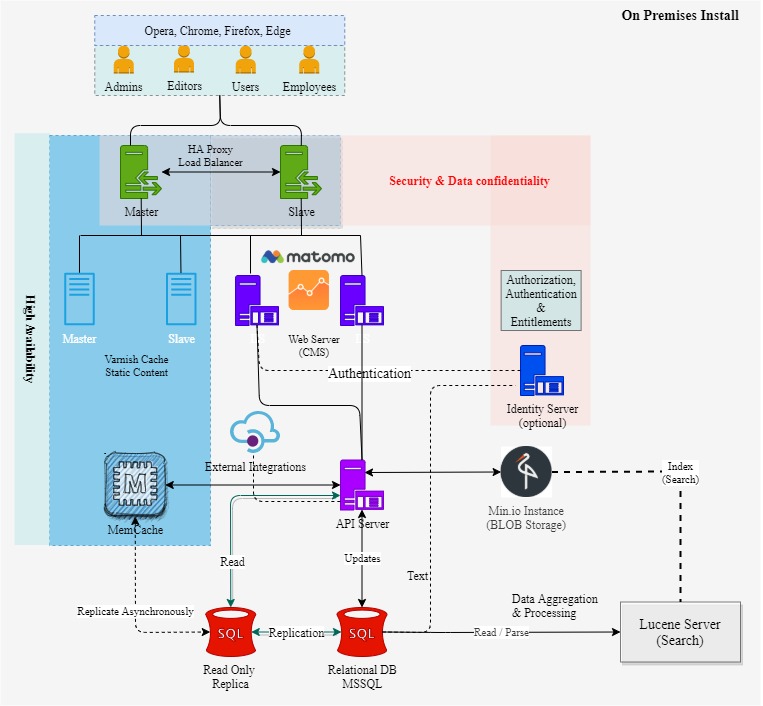 On Premises Install
Opera, Chrome, Firefox, Edge
Admins
Editors
Users
Employees
HA Proxy
Load Balancer
Master
Slave
Security & Data confidentiality
High Availability
matomo
Master
Slave
Varnish Cache
Static Content
Web Server
(CMS)
Authorization,
Authentication
&
Entitlements
Authentication
Identity Server
(optional)
External Integrations
M
MemCache
API Server
Min.io Instance
(BLOB Storage)
Index
(Search)
Read
Updates
Text
Replicate Asynchronously
SQL
Replication
SQL
Data Aggregation
& Processing
Read / Parse
Lucene Server
(Search)
Read Only
Replica
Relational DB
MSSQL